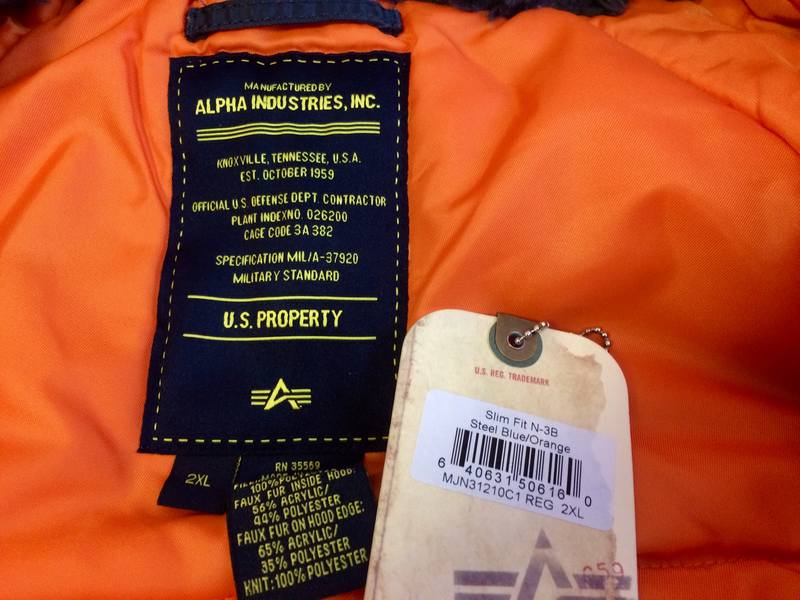 MANUFACTURED BY
ALPHA INDUSTRIES, INC.
KNOXVILLE, TENNESSEE, U.S.A.
EST. OCTOBER 1959
OFFICIAL U.S. DEFENSE DEPT. CONTRACTOR
PLANT INDEX NO. 026200
CAGE CODE 3A 382
SPECIFICATION MIL/A-37920
MILITARY STANDARD
U.S. PROPERTY
2XL
RN 35569
100% POLYESTER
FAUX FUR INSIDE HOOD:
56% ACRYLIC/
44% POLYESTER
FAUX FUR ON HOOD EDGE:
65% ACRYLIC/
35% POLYESTER
KNIT: 100% POLYESTER
U.S. REG. TRADEMARK
Slim Fit N-3B
Steel Blue/Orange
6 40631 50616 0
MJN31210C1 REG 2XL